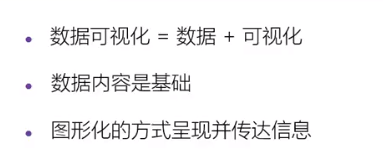 • 数据可视化 = 数据 + 可视化
• 数据内容是基础
• 图形化的方式呈现并传达信息